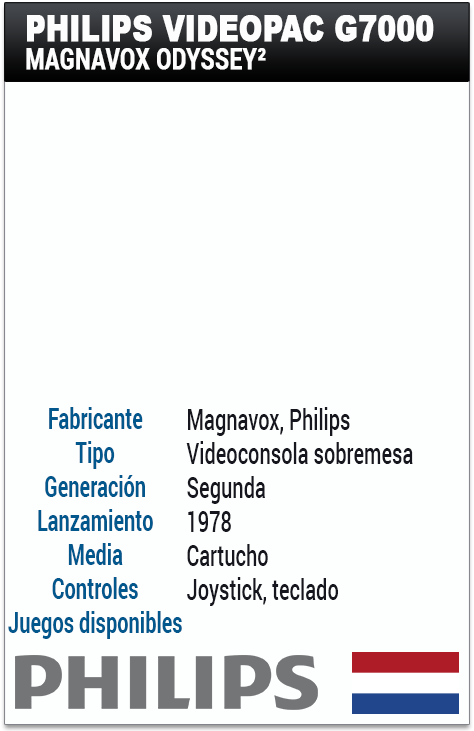 PHILIPS VIDEOPAC G7000
MAGNAVOX ODYSSEY²
Fabricante Magnavox, Philips
Tipo Videoconsola sobremesa
Generación Segunda
Lanzamiento 1978
Media Cartucho
Controles Joystick, teclado
Juegos disponibles
PHILIPS